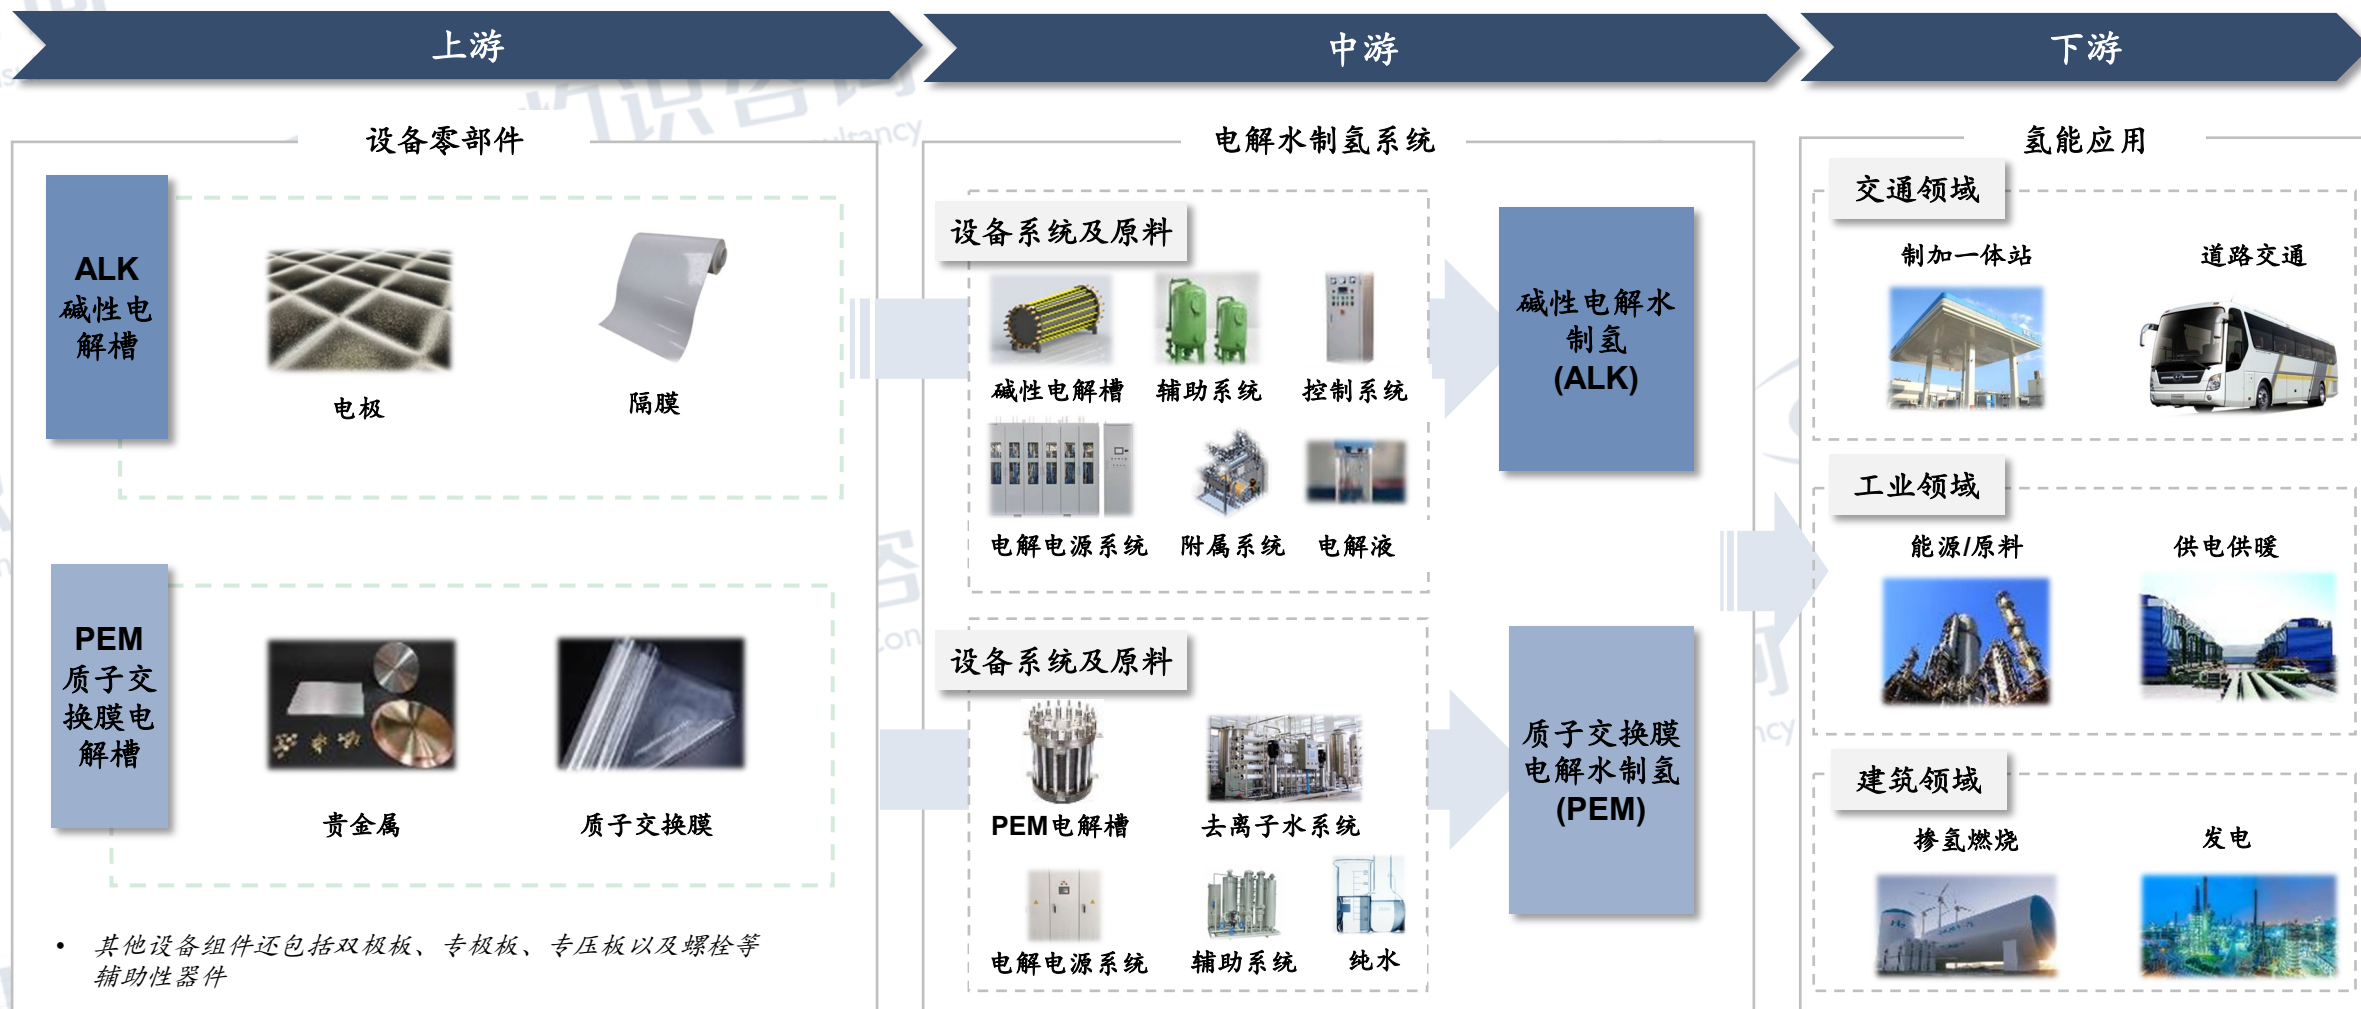 上游
中游
下游
设备零部件
ALK
碱性电
解槽
电极
隔膜
PEM
质子交
换膜电
解槽
贵金属
质子交换膜
• 其他设备组件还包括双极板、专极板、专压板以及螺栓等
辅助性器件
电解水制氢系统
设备系统及原料
碱性电解槽
辅助系统
控制系统
电解电源系统
附属系统
电解液
碱性电解水
制氢
(ALK)
设备系统及原料
PEM电解槽
去离子水系统
电解电源系统
辅助系统
纯水
质子交换膜
电解水制氢
(PEM)
氢能应用
交通领域
制加一体站
道路交通
工业领域
能源/原料
供电供暖
建筑领域
掺氢燃烧
发电